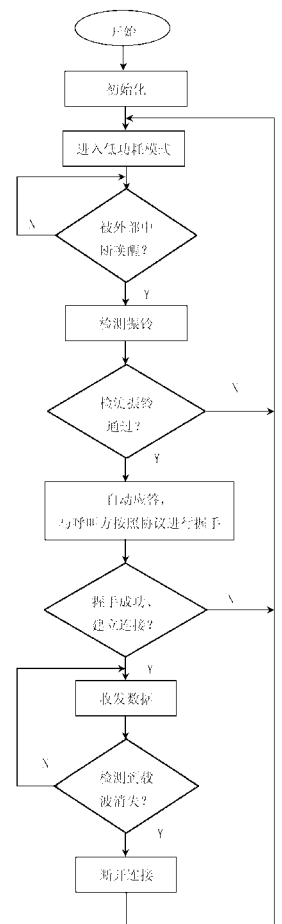 开始
初始化
进入低功耗模式
被外部中
断唤醒?
N
Y
检测振铃
检测振铃
通过?
N
Y
自动应答,
与呼叫方按照协议进行握手
握手成功、
建立连接?
N
Y
收发数据
检测到载
波消失?
N
Y
断开连接